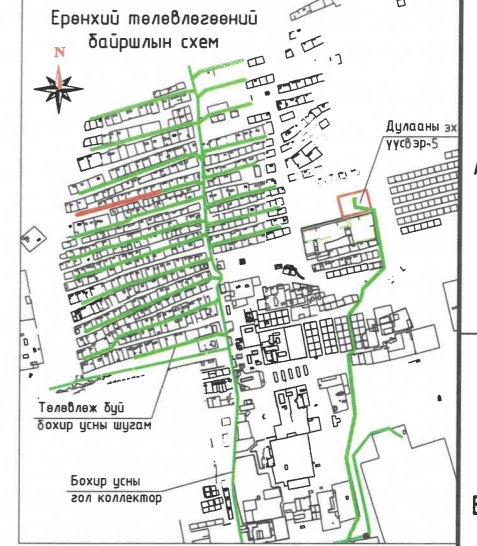 Ерөнхий төлөвлөгөөний
байршлын схем
N
Дулааны эх
үүсвэр-5
Төлөвлөж буй
бохир усны шугам
Бохир усны
гол коллектор